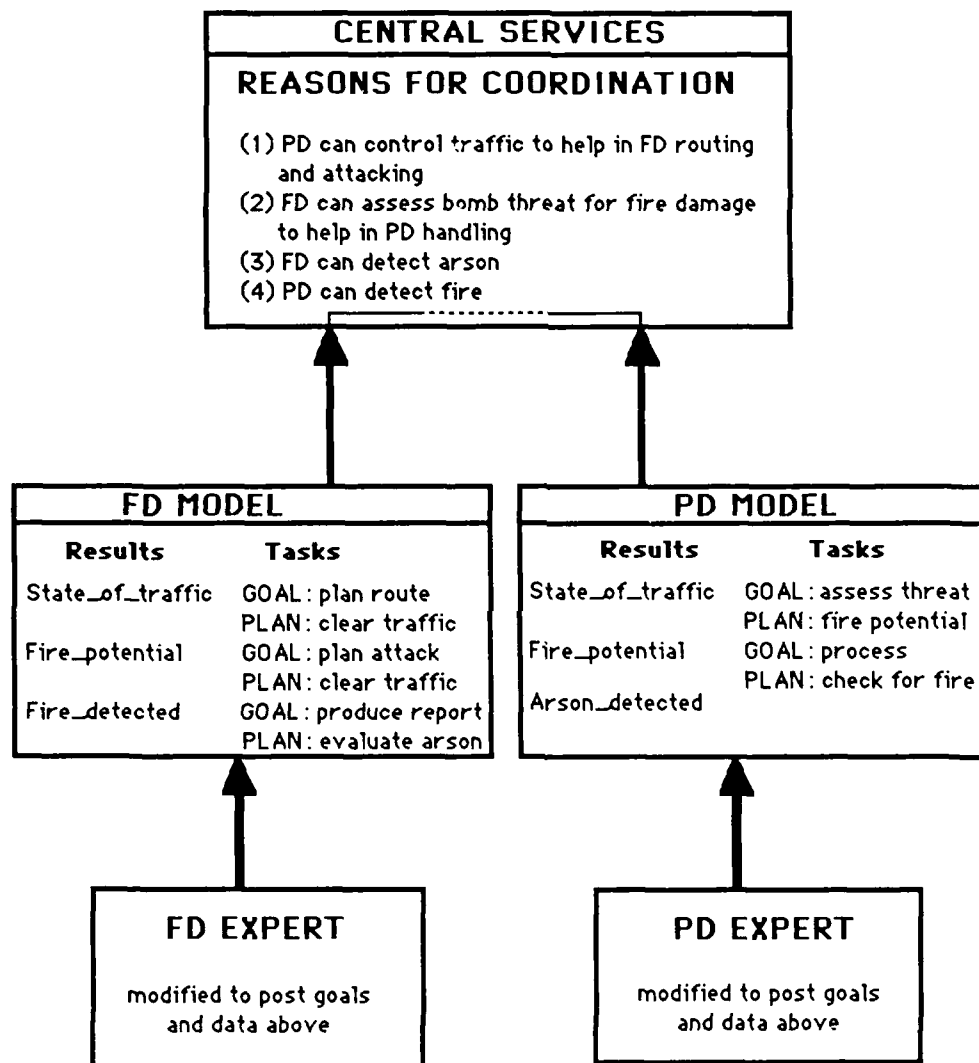 CENTRAL SERVICES
REASONS FOR COORDINATION
(1) PD can control traffic to help in FD routing
and attacking
(2) FD can assess bomb threat for fire damage
to help in PD handling
(3) FD can detect arson
(4) PD can detect fire
FD MODEL
Results Tasks
State_of_traffic GOAL: plan route
PLAN: clear traffic
Fire_potential GOAL: plan attack
PLAN: clear traffic
Fire_detected GOAL: produce report
PLAN: evaluate arson
PD MODEL
Results Tasks
State_of_traffic GOAL: assess threat
PLAN: fire potential
Fire_potential GOAL: process
PLAN: check for fire
Arson_detected
FD EXPERT
modified to post goals
and data above
PD EXPERT
modified to post goals
and data above